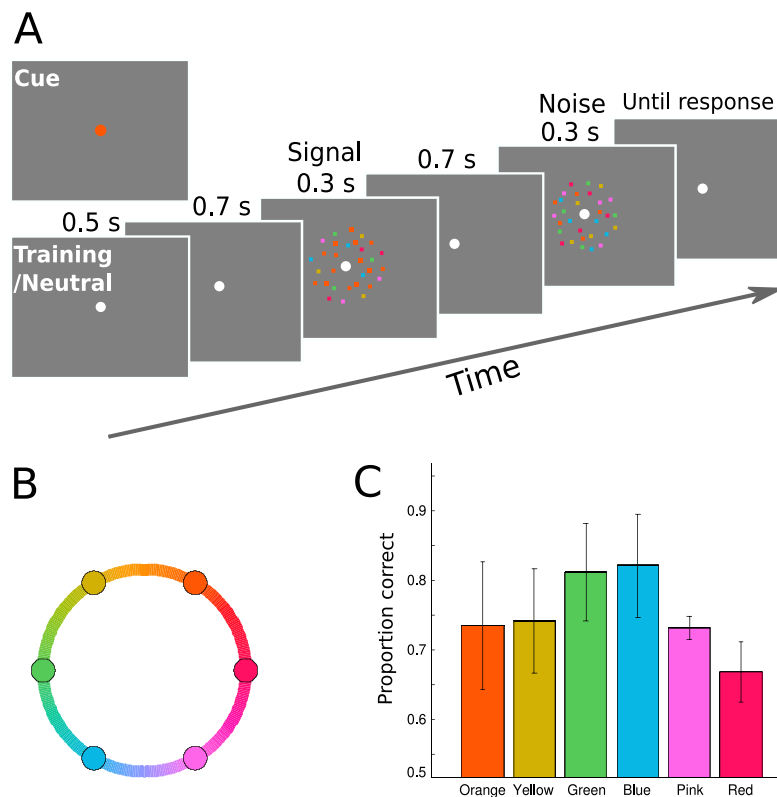 A
Cue
Training
/Neutral
0.5 s
0.7 s
Signal
0.3 s
0.7 s
Noise
0.3 s
Until response
Time
B
C
Proportion correct
0.9
0.8
0.7
0.6
0.5
Orange Yellow Green Blue Pink Red